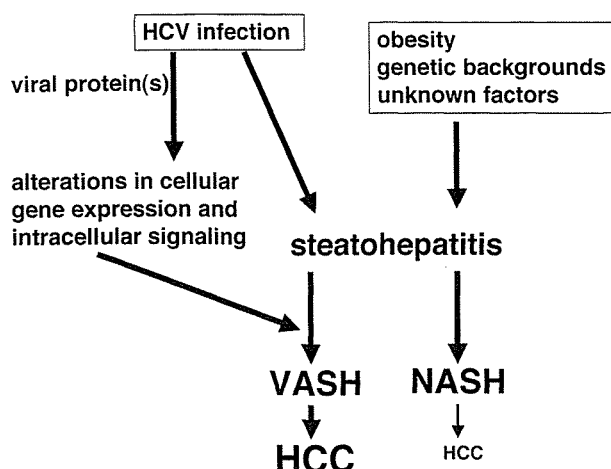 HCV infection
obesity
genetic backgrounds
unknown factors
viral protein(s)
alterations in cellular
gene expression and
intracellular signaling
steatohepatitis
VASH
NASH
HCC
HCC